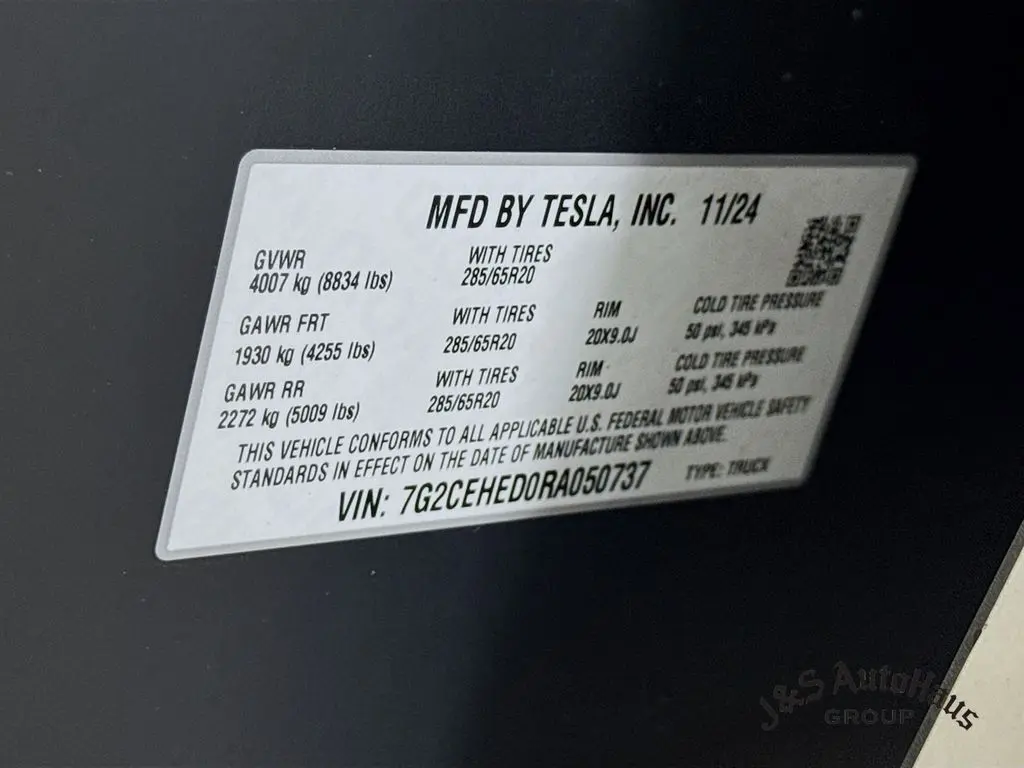 MFD BY TESLA, INC. 11/24
GVWR WITH TIRES
4007 kg (8834 lbs) 285/65R20
GAWR FRT WITH TIRES RIM COLD TIRE PRESSURE
1930 kg (4255 lbs) 285/65R20 20X9.0J 50 psi, 345 kPa
GAWR RR WITH TIRES RIM COLD TIRE PRESSURE
2272 kg (5009 lbs) 285/65R20 20X9.0J 50 psi, 345 kPa
THIS VEHICLE CONFORMS TO ALL APPLICABLE U.S. FEDERAL MOTOR VEHICLE SAFETY
STANDARDS IN EFFECT ON THE DATE OF MANUFACTURE SHOWN ABOVE.
VIN: 7G2CEHED0RA050737 TYPE: TRUCK
J&S AutoHaus
GROUP